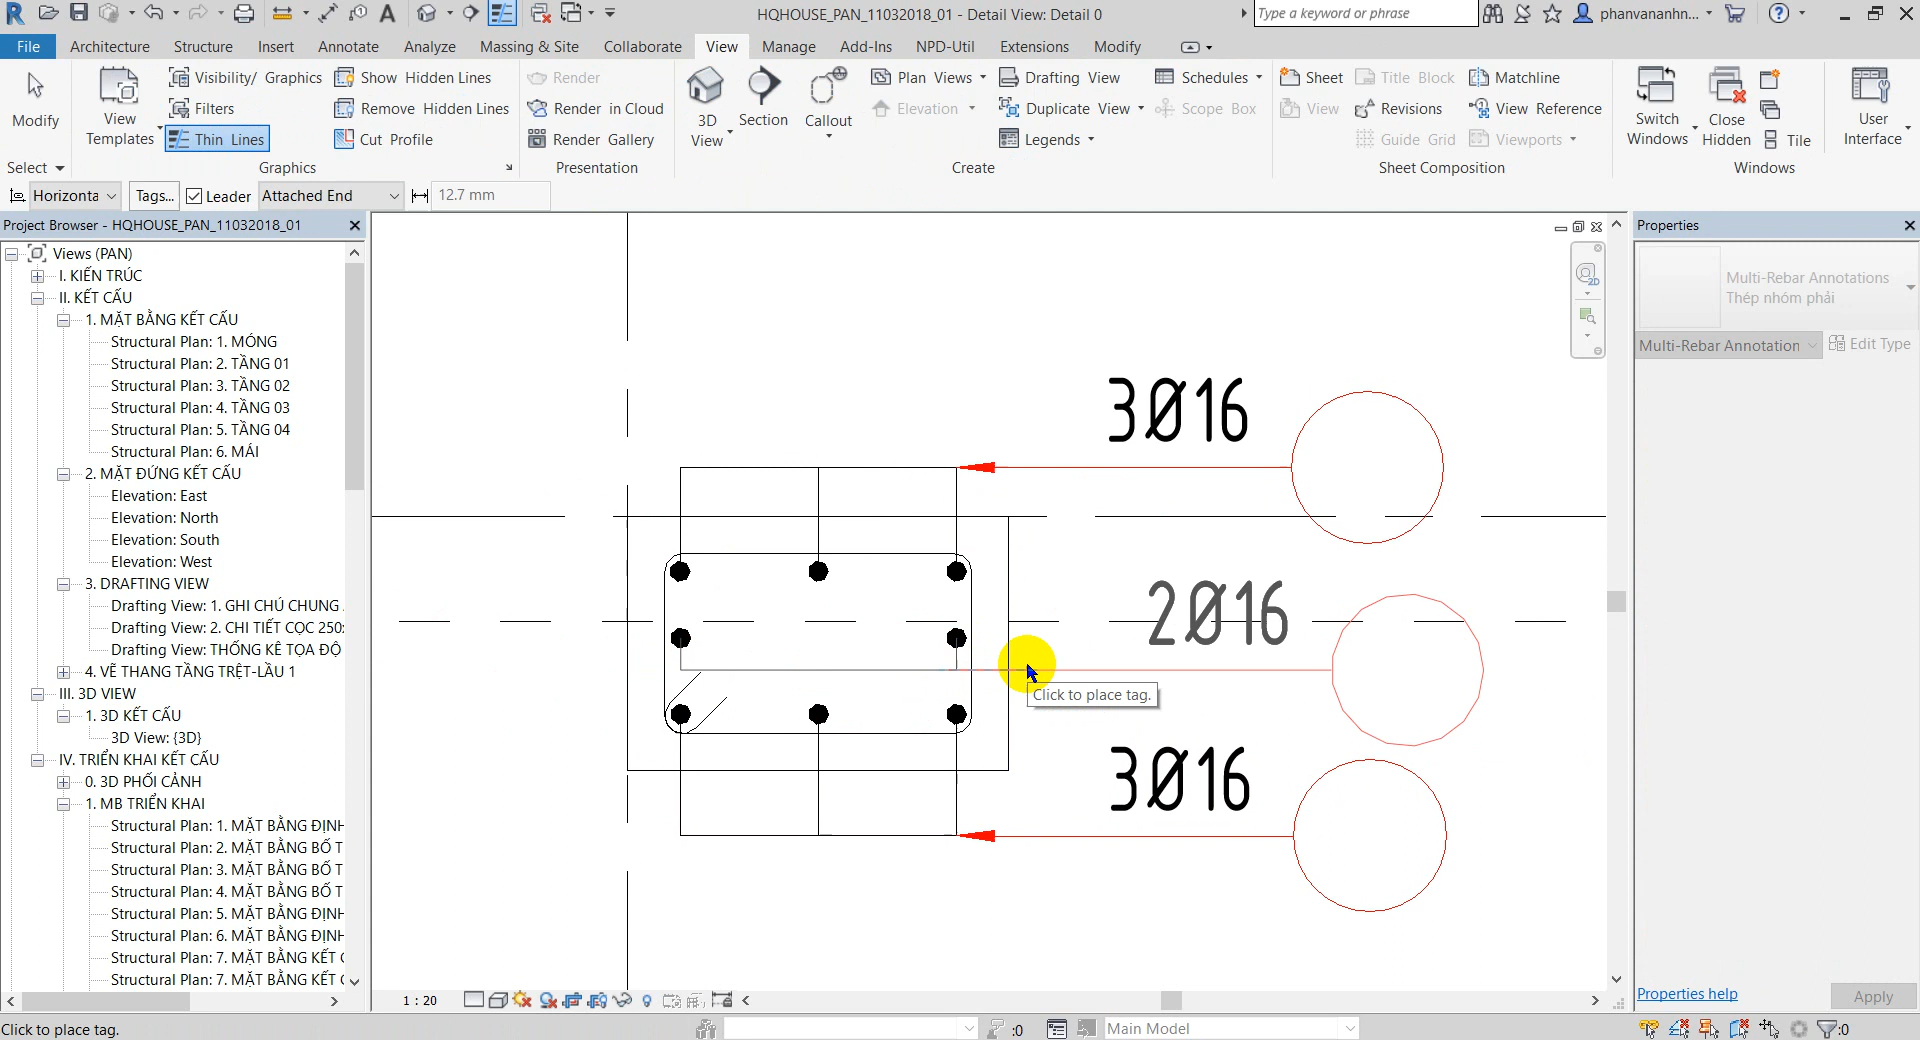 HQHOUSE_PAN_11032018_01 - Detail View: Detail 0
Type a keyword or phrase
phanvananhn...
File
Architecture
Structure
Insert
Annotate
Analyze
Massing & Site
Collaborate
View
Manage
Add-Ins
NPD-Util
Extensions
Modify
Modify
View Templates
Visibility/ Graphics
Filters
Thin Lines
Show Hidden Lines
Remove Hidden Lines
Cut Profile
Render
Render in Cloud
Render Gallery
3D View
Section
Callout
Plan Views
Elevation
Drafting View
Duplicate View
Legends
Schedules
Scope Box
Sheet
View
Title Block
Revisions
Guide Grid
Matchline
View Reference
Viewports
Switch Windows
Close Hidden
Tile
User Interface
Select
Graphics
Presentation
Create
Sheet Composition
Windows
Horizonta
Tags...
Leader
Attached End
12.7 mm
Project Browser - HQHOUSE_PAN_11032018_01
Views (PAN)
I. KIẾN TRÚC
II. KẾT CẤU
1. MẶT BẰNG KẾT CẤU
Structural Plan: 1. MÓNG
Structural Plan: 2. TẦNG 01
Structural Plan: 3. TẦNG 02
Structural Plan: 4. TẦNG 03
Structural Plan: 5. TẦNG 04
Structural Plan: 6. MÁI
2. MẶT ĐỨNG KẾT CẤU
Elevation: East
Elevation: North
Elevation: South
Elevation: West
3. DRAFTING VIEW
Drafting View: 1. GHI CHÚ CHUNG
Drafting View: 2. CHI TIẾT CỌC 250
Drafting View: THỐNG KÊ TỌA ĐỘ
4. VẼ THANG TẦNG TRỆT-LẦU 1
III. 3D VIEW
1. 3D KẾT CẤU
3D View: {3D}
IV. TRIỂN KHAI KẾT CẤU
0. 3D PHỐI CẢNH
1. MB TRIỂN KHAI
Structural Plan: 1. MẶT BẰNG ĐỊNH
Structural Plan: 2. MẶT BẰNG BỐ T
Structural Plan: 3. MẶT BẰNG BỐ T
Structural Plan: 4. MẶT BẰNG BỐ T
Structural Plan: 5. MẶT BẰNG ĐỊNH
Structural Plan: 6. MẶT BẰNG ĐỊNH
Structural Plan: 7. MẶT BẰNG KẾT
Structural Plan: 7. MẶT BẰNG KẾT
3Ø16
2Ø16
Click to place tag.
3Ø16
2D
Properties
Multi-Rebar Annotations
Thép nhóm phải
Multi-Rebar Annotation
Edit Type
Properties help
Apply
1 : 20
Click to place tag.
:0
Main Model
:0